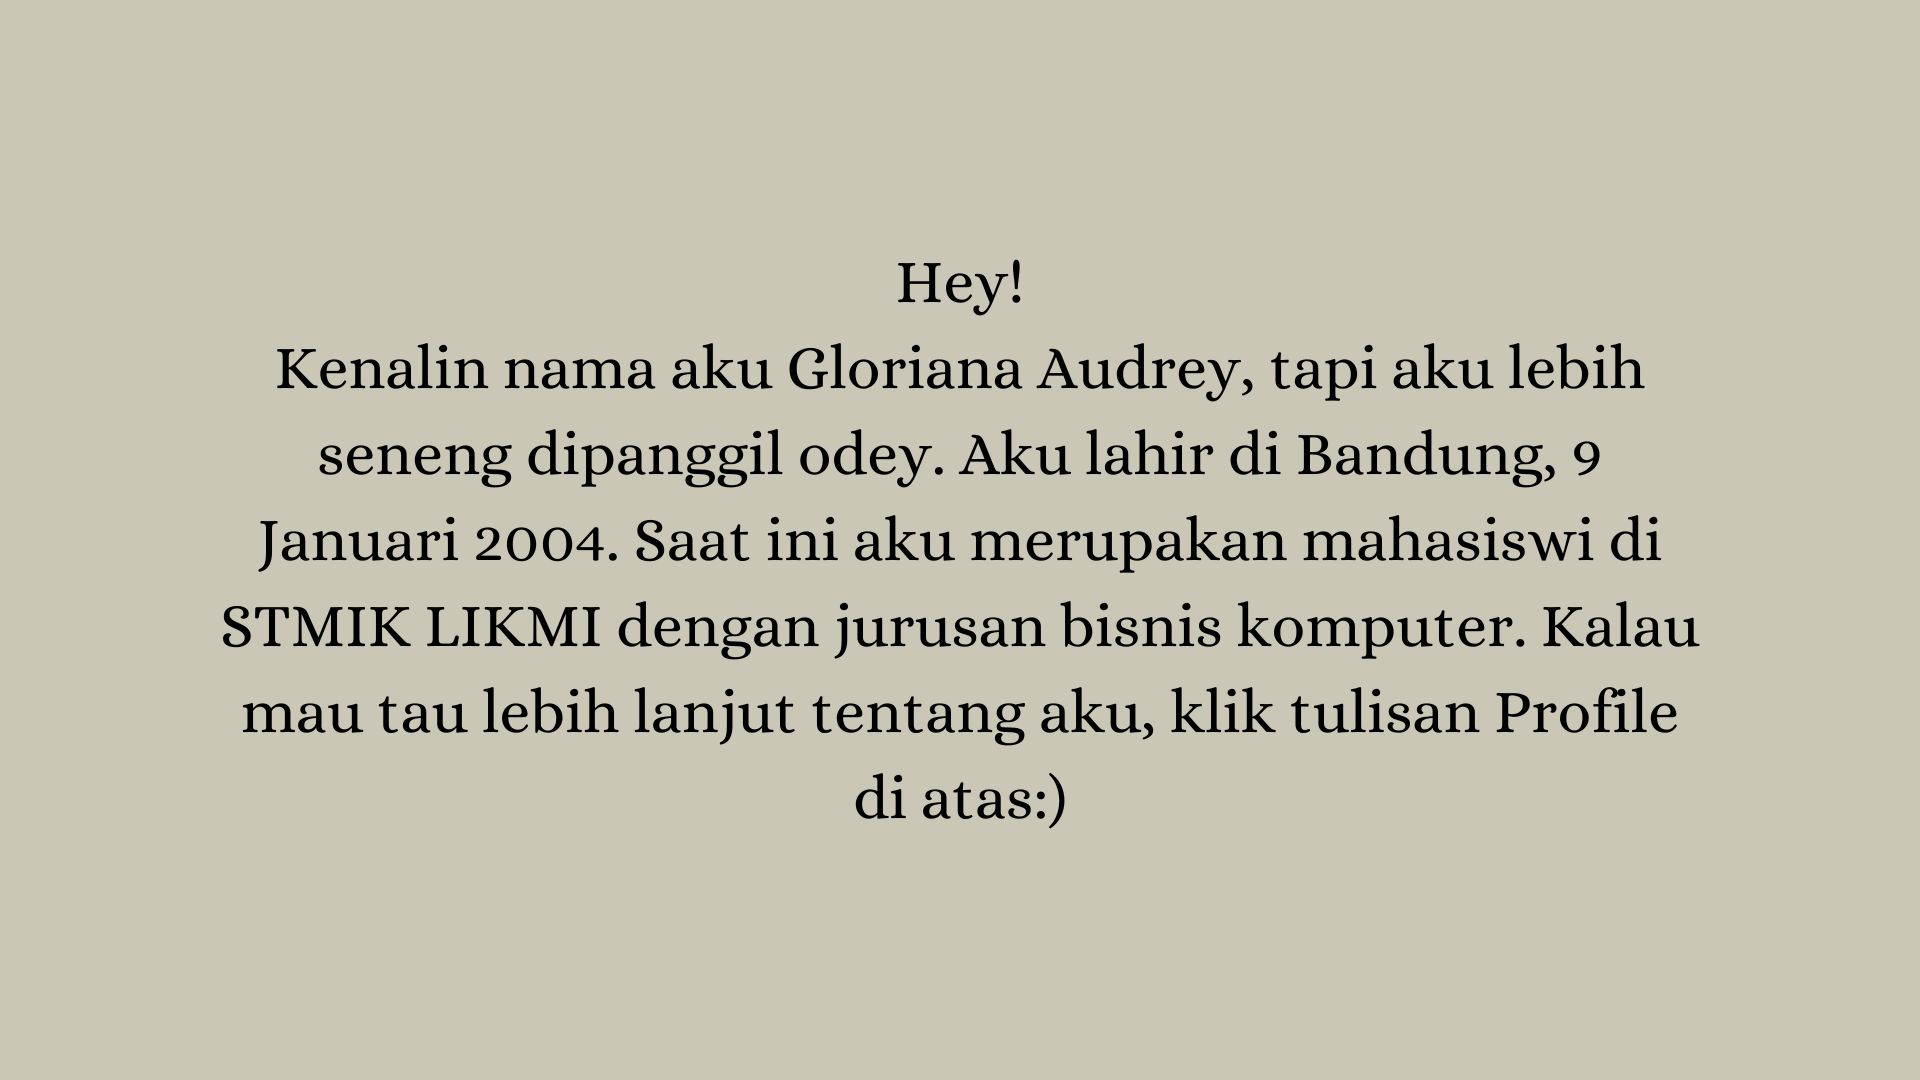 Hey!
Kenalin nama aku Gloriana Audrey, tapi aku lebih
seneng dipanggil odey. Aku lahir di Bandung, 9
Januari 2004. Saat ini aku merupakan mahasiswi di
STMIK LIKMI dengan jurusan bisnis komputer. Kalau
mau tau lebih lanjut tentang aku, klik tulisan Profile
di atas:)